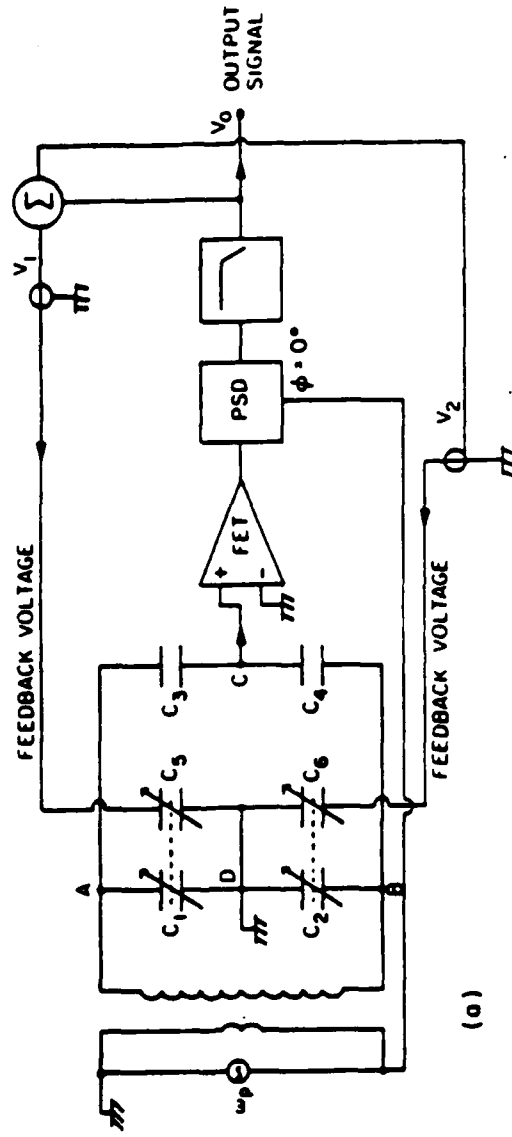 FEEDBACK VOLTAGE
V₁
Σ
OUTPUT
SIGNAL
V₀
A
C₁
C₅
C₃
D
C
+
−
FET
PSD
φ = 0°
C₂
C₆
C₄
B
ωₚ
FEEDBACK VOLTAGE
V₂
(a)